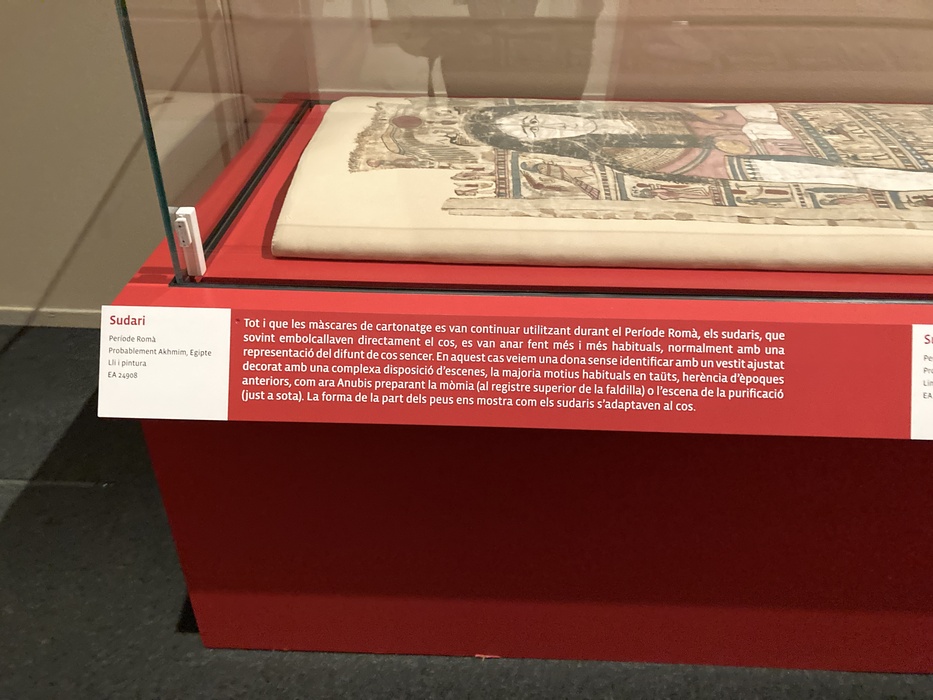 Sudari
Període Romà
Probablement Akhmim, Egipte
Lli i pintura
EA 24908
Tot i que les màscares de cartonatge es van continuar utilitzant durant el Període Romà, els sudaris, que
sovint embolcallaven directament el cos, es van anar fent més i més habituals, normalment amb una
representació del difunt de cos sencer. En aquest cas veiem una dona sense identificar amb un vestit ajustat
decorat amb una complexa disposició d'escenes, la majoria motius habituals en taüts, herència d'èpoques
anteriors, com ara Anubis preparant la mòmia (al registre superior de la faldilla) o l'escena de la purificació
(just a sota). La forma de la part dels peus ens mostra com els sudaris s'adaptaven al cos.
EA